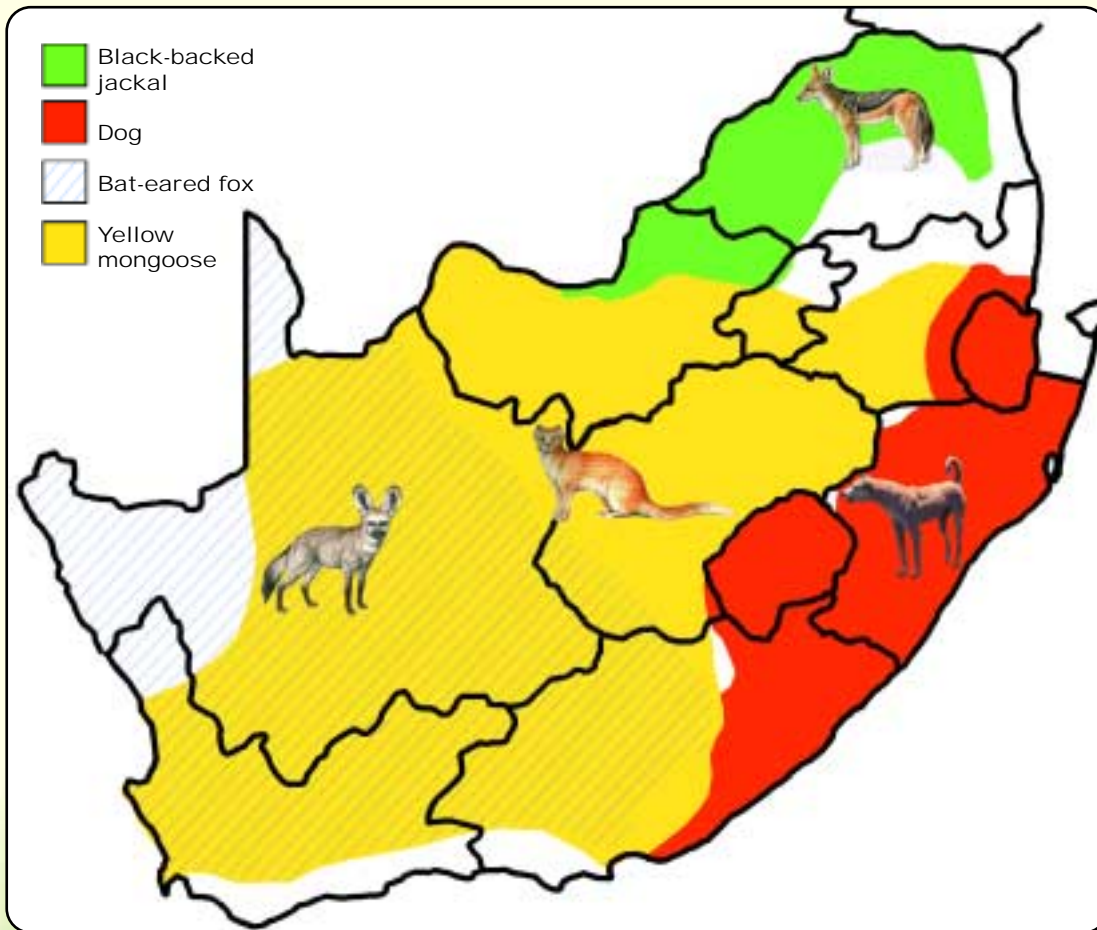 Black-backed
jackal
Dog
Bat-eared fox
Yellow
mongoose